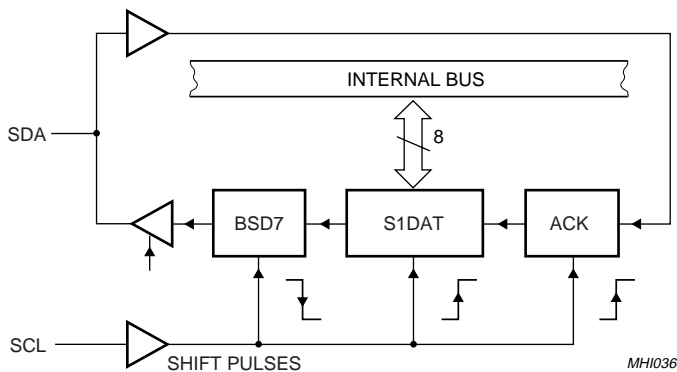 INTERNAL BUS
SDA
8
BSD7
S1DAT
ACK
SCL
SHIFT PULSES
MHI036